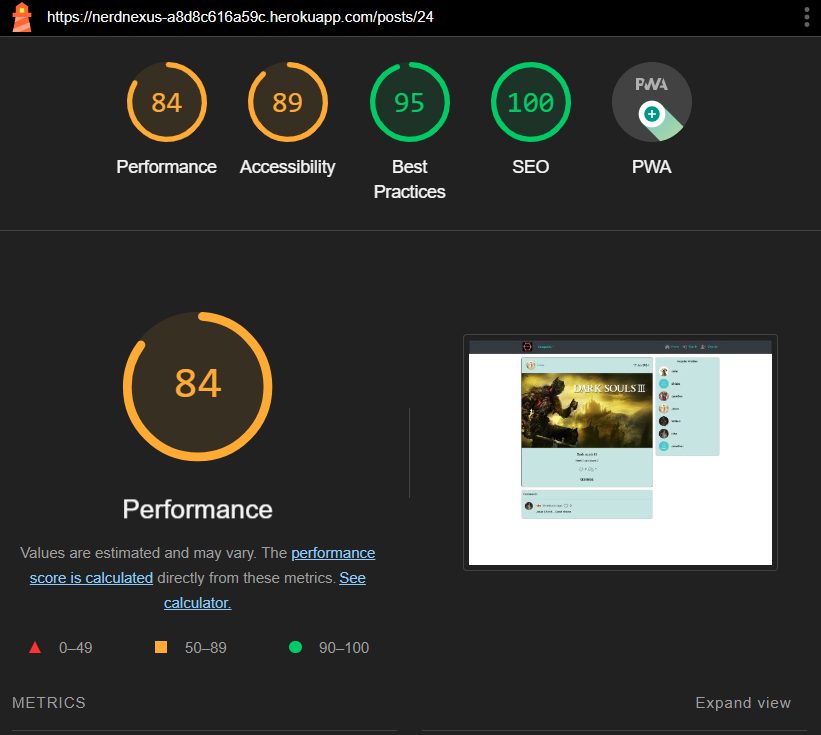 https://nerdnexus-a8d8c616a59c.herokuapp.com/posts/24
84
89
95
100
PWA
Performance
Accessibility
Best
Practices
SEO
PWA
84
DARK SOULS III
Performance
Values are estimated and may vary. The performance
score is calculated directly from these metrics. See
calculator.
0–49
50–89
90–100
METRICS
Expand view